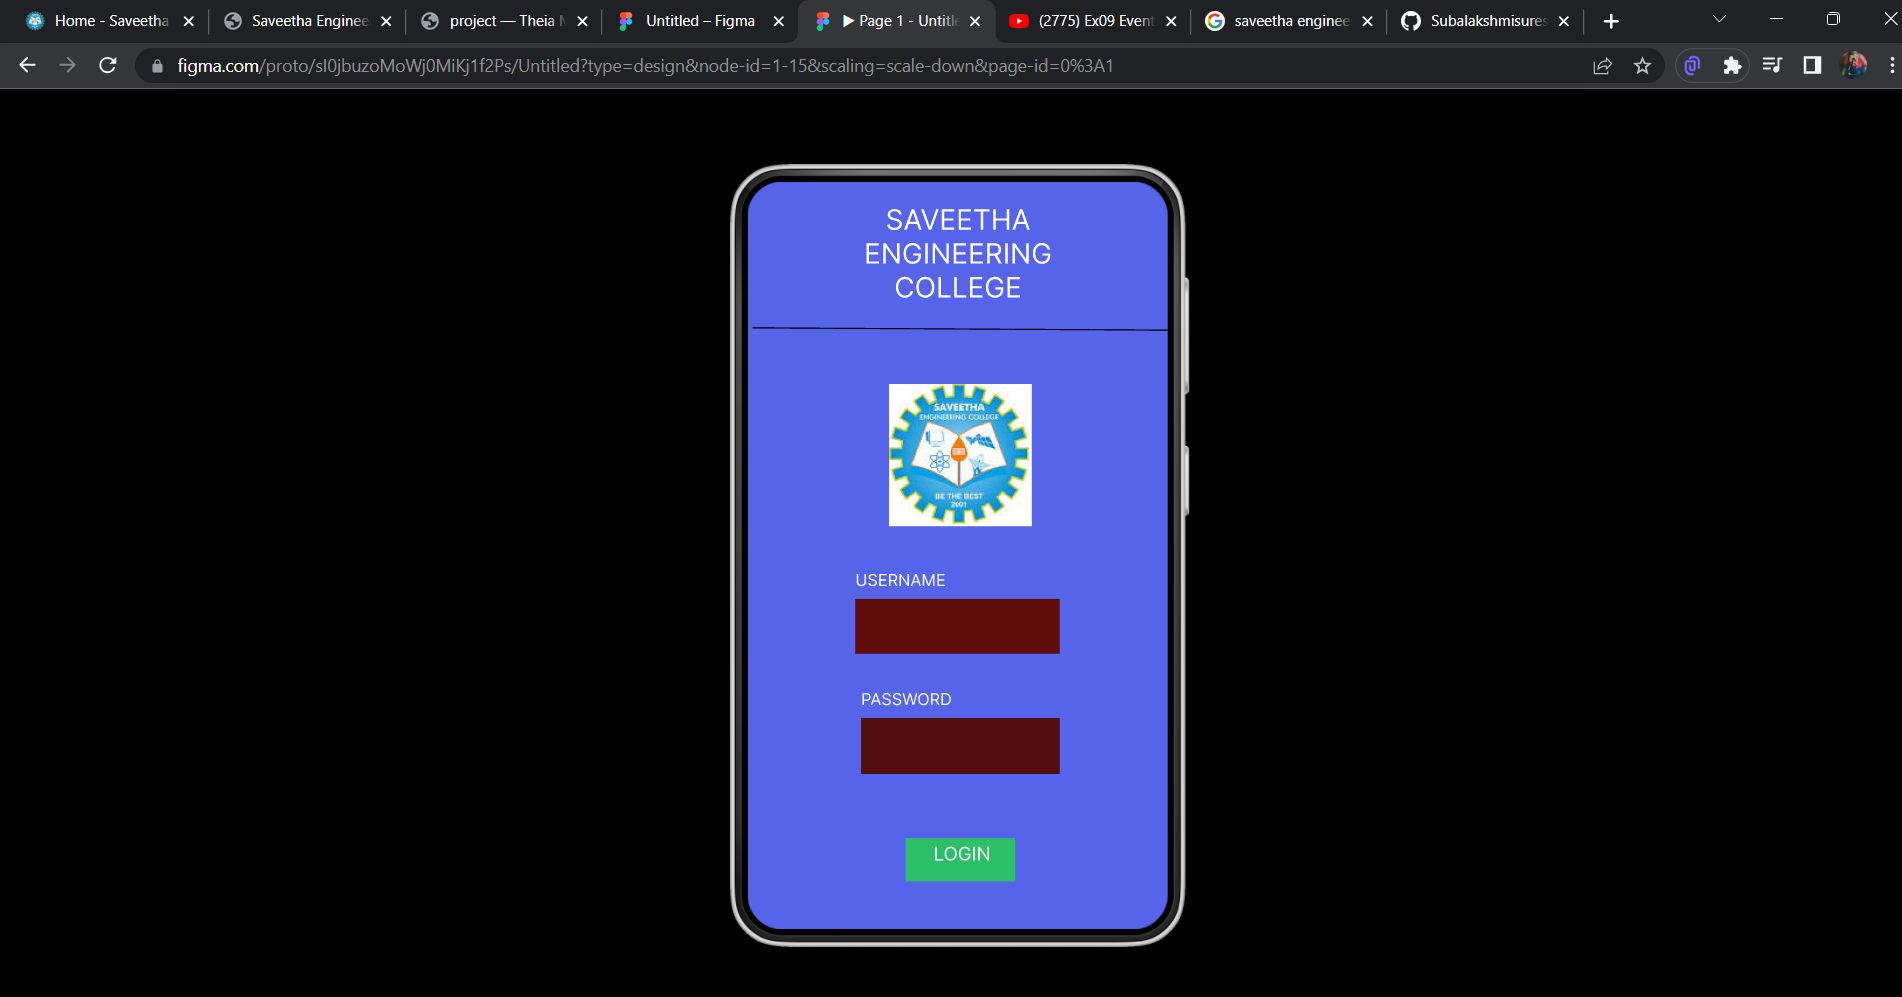 Home - Saveetha
Saveetha Enginee
project — Theia
Untitled – Figma
Page 1 - Untitle
(2775) Ex09 Event
saveetha enginee
Subalakshmisures
figma.com/proto/sI0jbuzoMoWj0MiKj1f2Ps/Untitled?type=design&node-id=1-15&scaling=scale-down&page-id=0%3A1
SAVEETHA
ENGINEERING
COLLEGE
SAVEETHA
ENGINEERING COLLEGE
BE THE BEST
2001
USERNAME
PASSWORD
LOGIN